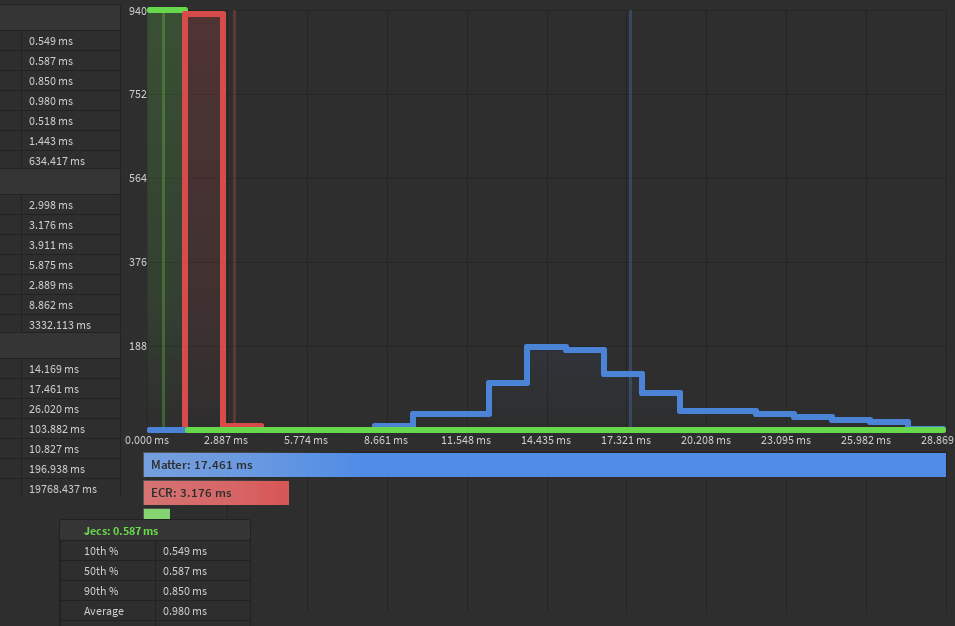 0.549 ms
0.587 ms
0.850 ms
0.980 ms
0.518 ms
1.443 ms
634.417 ms
2.998 ms
3.176 ms
3.911 ms
5.875 ms
2.889 ms
8.862 ms
3332.113 ms
14.169 ms
17.461 ms
26.020 ms
103.882 ms
10.827 ms
196.938 ms
19768.437 ms
940
752
564
376
188
0.000 ms 2.887 ms 5.774 ms 8.661 ms 11.548 ms 14.435 ms 17.321 ms 20.208 ms 23.095 ms 25.982 ms 28.869
Matter: 17.461 ms
ECR: 3.176 ms
Jecs: 0.587 ms
10th % 0.549 ms
50th % 0.587 ms
90th % 0.850 ms
Average 0.980 ms